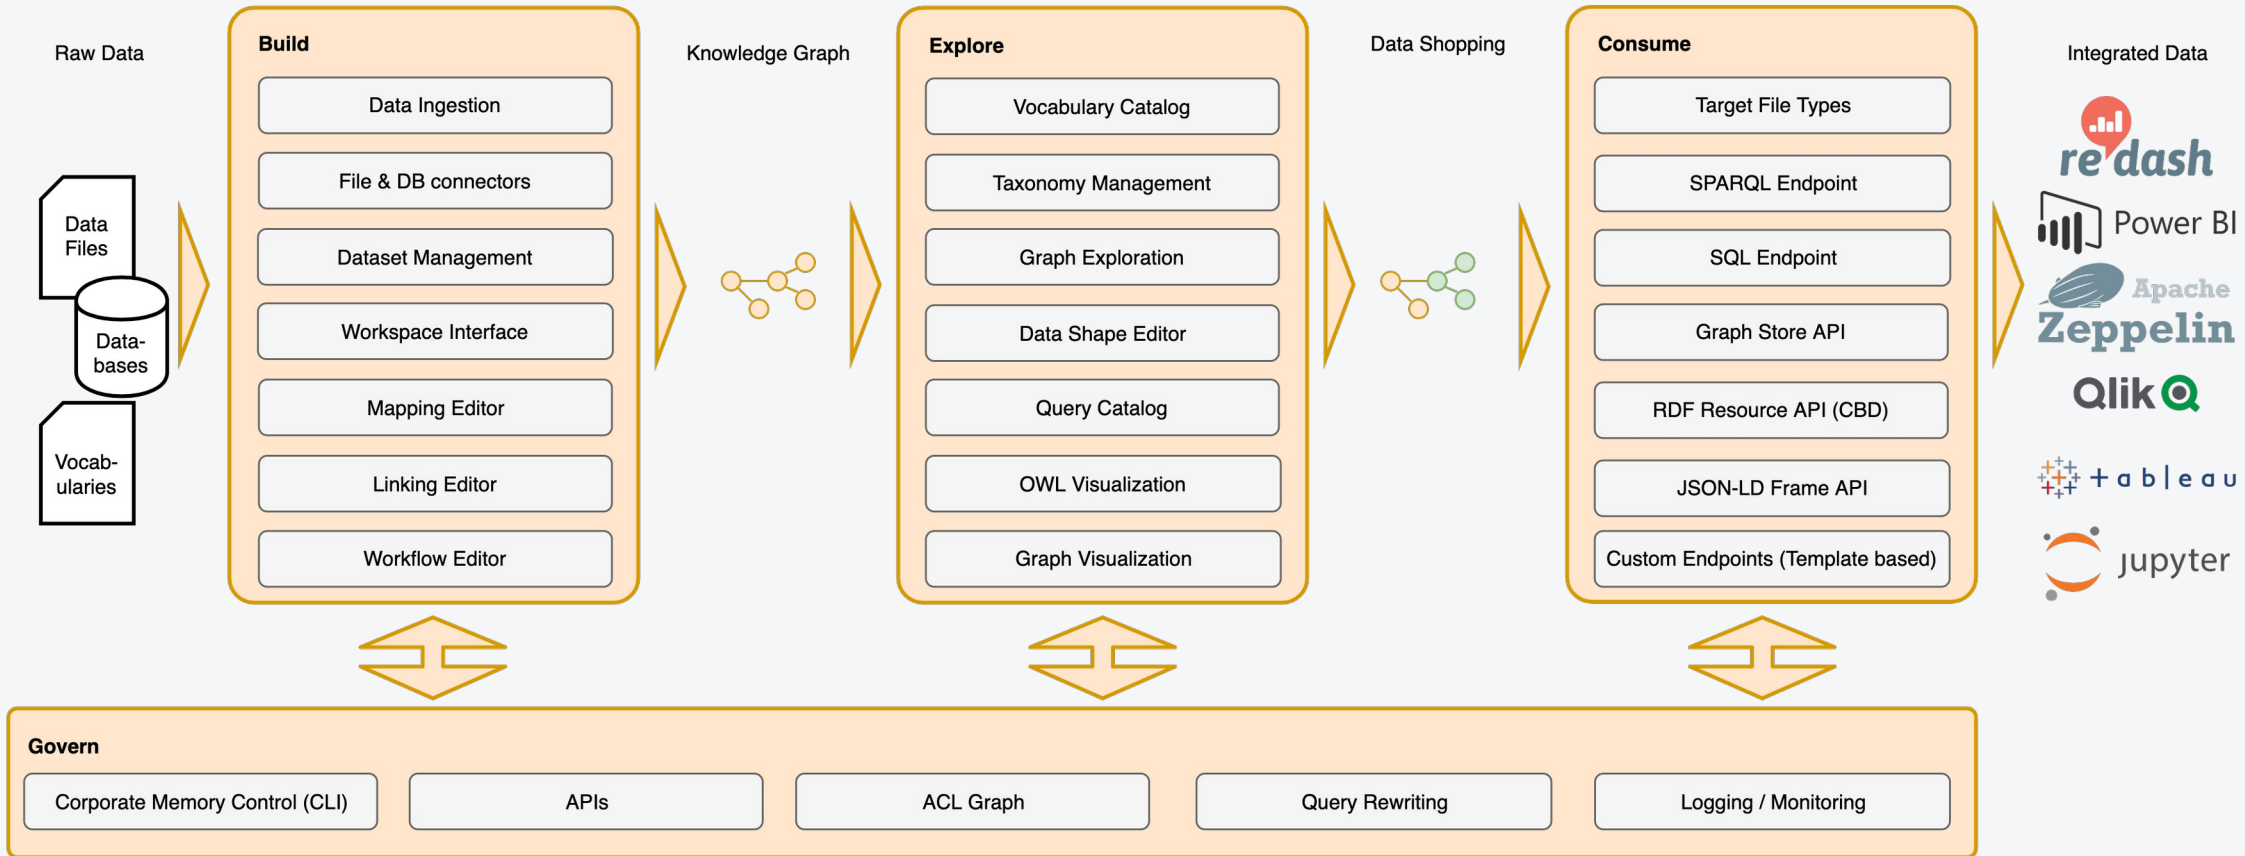 Raw Data
Data
Files
Data-
bases
Vocab-
ularies
Build
Data Ingestion
File & DB connectors
Dataset Management
Workspace Interface
Mapping Editor
Linking Editor
Workflow Editor
Knowledge Graph
Explore
Vocabulary Catalog
Taxonomy Management
Graph Exploration
Data Shape Editor
Query Catalog
OWL Visualization
Graph Visualization
Data Shopping
Consume
Target File Types
SPARQL Endpoint
SQL Endpoint
Graph Store API
RDF Resource API (CBD)
JSON-LD Frame API
Custom Endpoints (Template based)
Integrated Data
redash
Power BI
Apache
Zeppelin
Qlik
+ a b l e a u
jupyter
Govern
Corporate Memory Control (CLI)
APIs
ACL Graph
Query Rewriting
Logging / Monitoring